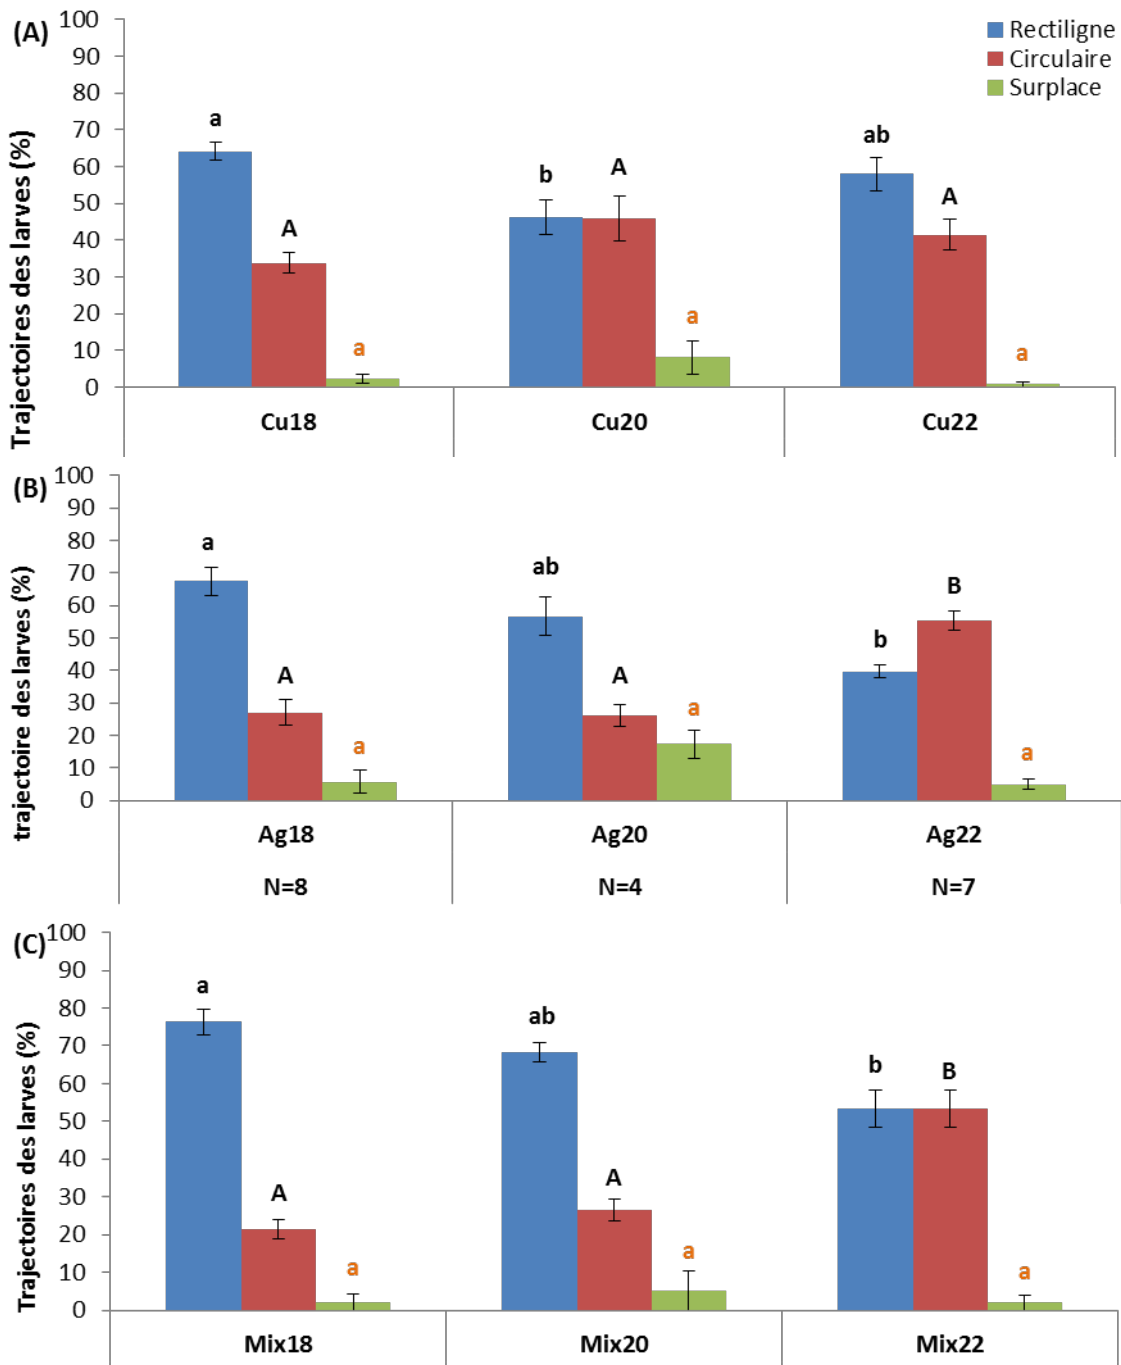 (A)
Trajectoires des larves (%)
100
90
80
70
60
50
40
30
20
10
0
Rectiligne
Circulaire
Surplace
a
A
a
b
A
a
ab
A
a
Cu18 Cu20 Cu22
(B)
trajectoire des larves (%)
100
90
80
70
60
50
40
30
20
10
0
a
A
a
ab
A
a
b
B
a
Ag18 Ag20 Ag22
N=8 N=4 N=7
(C)
Trajectoires des larves (%)
100
90
80
70
60
50
40
30
20
10
0
a
A
a
ab
A
a
b
B
a
Mix18 Mix20 Mix22